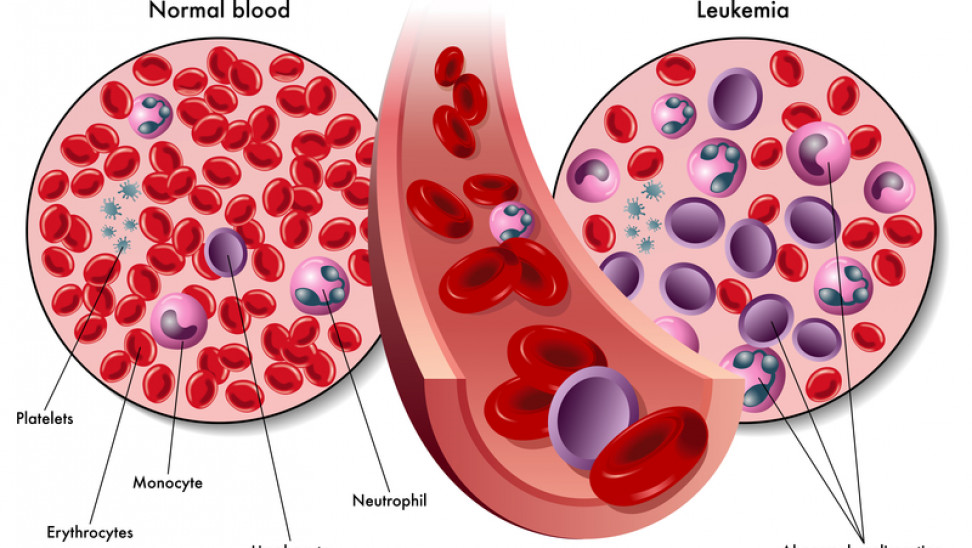 Normal blood
Leukemia
Platelets
Monocyte
Neutrophil
Erythrocytes